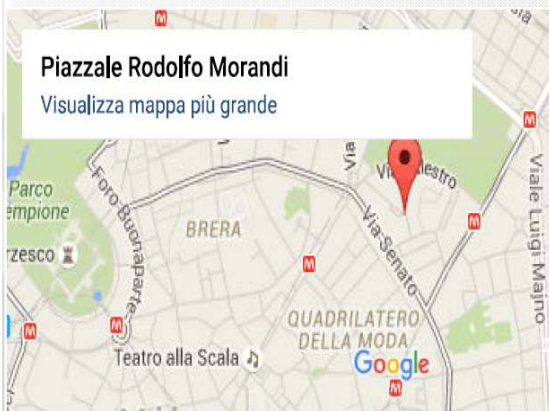 Piazzale Rodolfo Morandi
Visualizza mappa più grande
Via
Parco
empione
rzesco
Foro Buonaparte
BRERA
Via Senato
Viale Luigi Majno
QUADRILATERO
DELLA MODA
Teatro alla Scala
Google
M
M
M
M
M
M
M